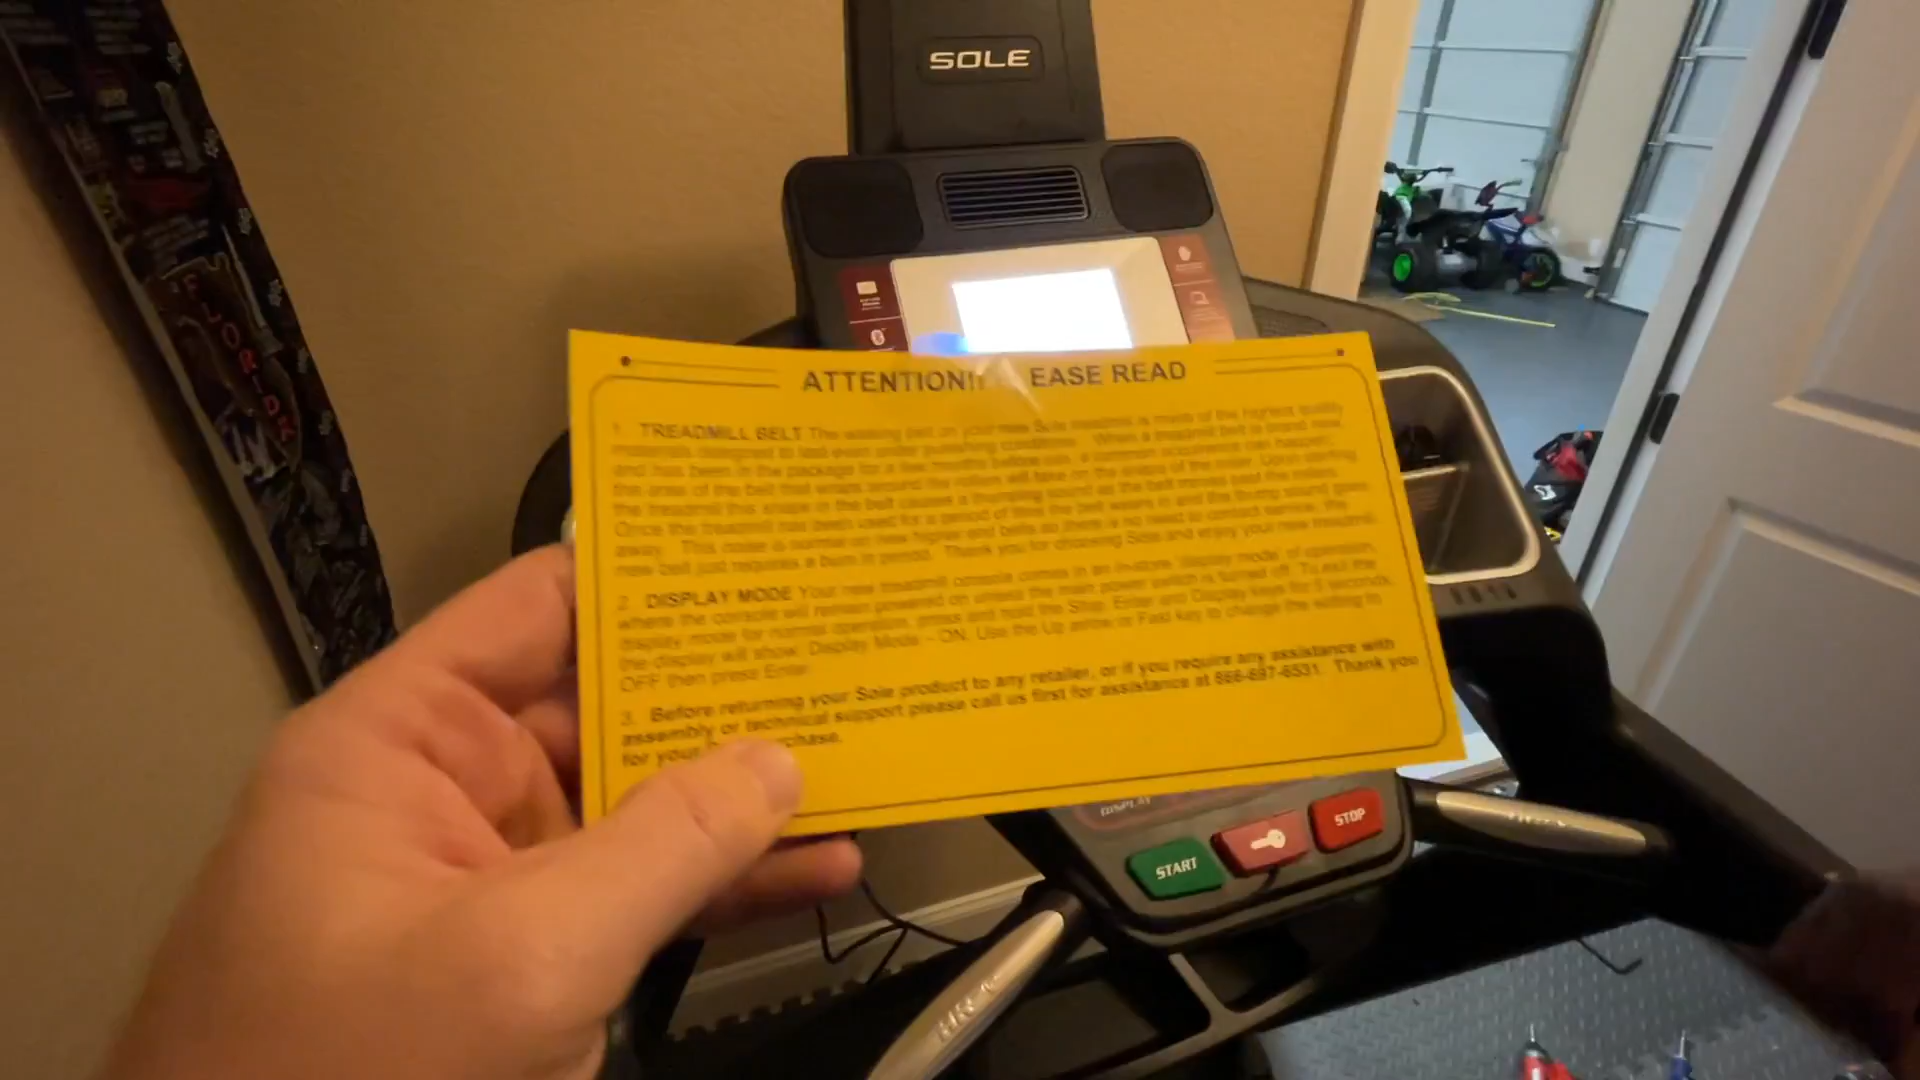 SOLE
FLORIDA
ATTENTION!! EASE READ
1. TREADMILL BELT The walking belt on your new Sole treadmill is made of the highest quality
materials designed to last even under punishing conditions. When a treadmill belt is brand new,
and has been in the package for a few months before use, a common occurrence can happen;
the area of the belt that wraps around the rollers will take on the shape of the roller. Upon starting
the treadmill this shape in the belt causes a thumping sound as the belt moves past the rollers.
Once the treadmill has been used for a period of time the belt wears in and the thump sound goes
away. This noise is normal on new higher end belts so there is no need to contact service, the
new belt just requires a burn in period. Thank you for choosing Sole and enjoy your new treadmill.
2. DISPLAY MODE Your new treadmill console comes in an in-store, 'display mode', of operation,
where the console will remain powered on unless the main power switch is turned off. To exit the
display mode for normal operation, press and hold the Stop, Enter and Display keys for 5 seconds,
the display will show: Display Mode - ON. Use the Up arrow or Fast key to change the setting to
OFF then press Enter.
3. Before returning your Sole product to any retailer, or if you require any assistance with
assembly or technical support please call us first for assistance at 866-697-6531. Thank you
for your chase.
DISPLAY
START
STOP